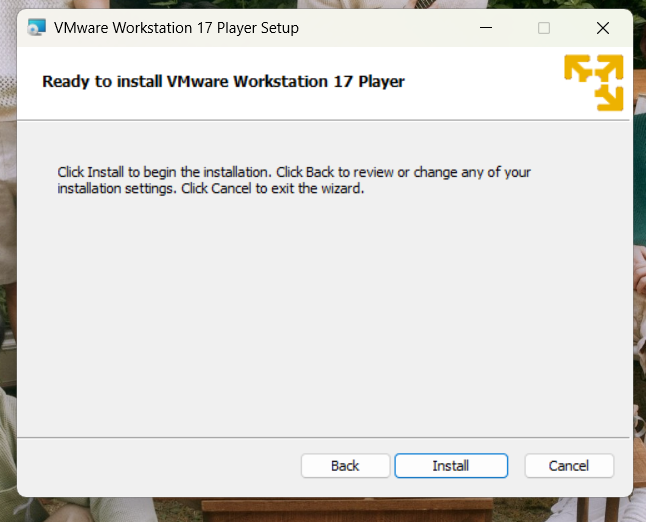 VMware Workstation 17 Player Setup
Ready to install VMware Workstation 17 Player
Click Install to begin the installation. Click Back to review or change any of your
installation settings. Click Cancel to exit the wizard.
Back Install Cancel